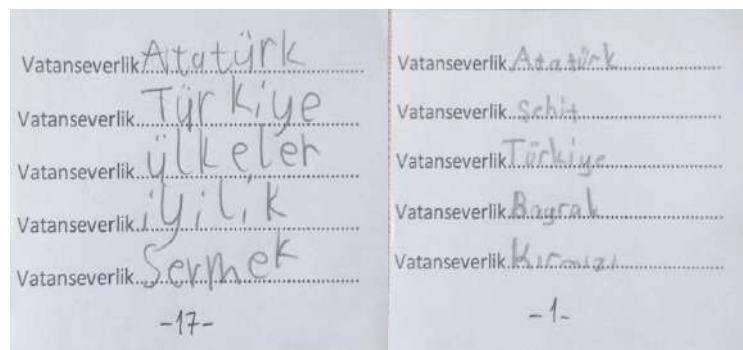 Vatanseverlik Atatürk
Vatanseverlik Türkiye
Vatanseverlik ülkeler
Vatanseverlik iyilik
Vatanseverlik Sermek
-17-
Vatanseverlik Atatürk
Vatanseverlik Şehit
Vatanseverlik Türkiye
Vatanseverlik Bayrak
Vatanseverlik Kırmızı
-1-